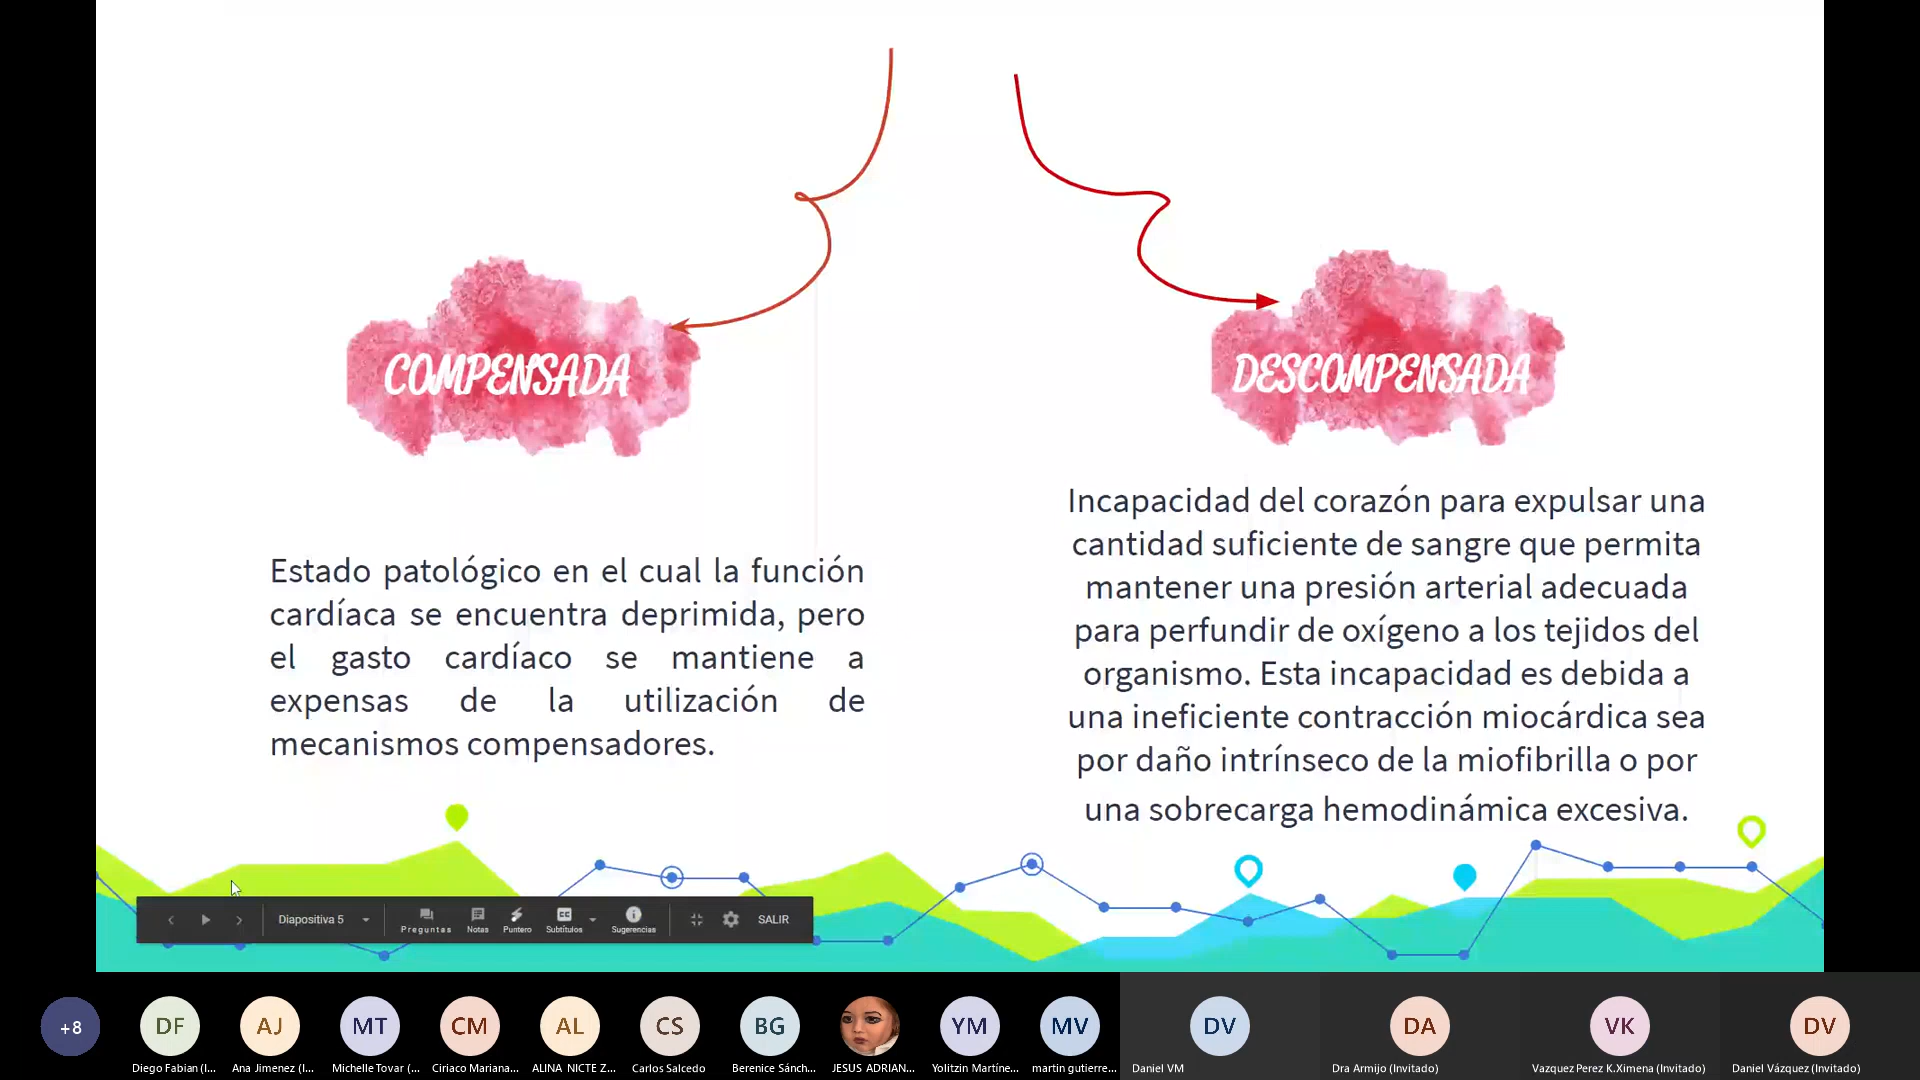 COMPENSADA
Estado patológico en el cual la función
cardíaca se encuentra deprimida, pero
el gasto cardíaco se mantiene a
expensas de la utilización de
mecanismos compensadores.
DESCOMPENSADA
Incapacidad del corazón para expulsar una
cantidad suficiente de sangre que permita
mantener una presión arterial adecuada
para perfundir de oxígeno a los tejidos del
organismo. Esta incapacidad es debida a
una ineficiente contracción miocárdica sea
por daño intrínseco de la miofibrilla o por
una sobrecarga hemodinámica excesiva.
Diapositiva 5
Preguntas
Notas
Puntero
CC
Subtítulos
Sugerencias
SALIR
+8
DF
AJ
MT
CM
AL
CS
BG
YM
MV
DV
DA
VK
DV
Diego Fabian (I...
Ana Jimenez (I...
Michelle Tovar (...
Ciriaco Mariana...
ALINA NICTE Z...
Carlos Salcedo
Berenice Sánch...
JESUS ADRIAN...
Yolitzin Martíne...
martin gutierre...
Daniel VM
Dra Armijo (Invitado)
Vazquez Perez K.Ximena (Invitado)
Daniel Vázquez (Invitado)